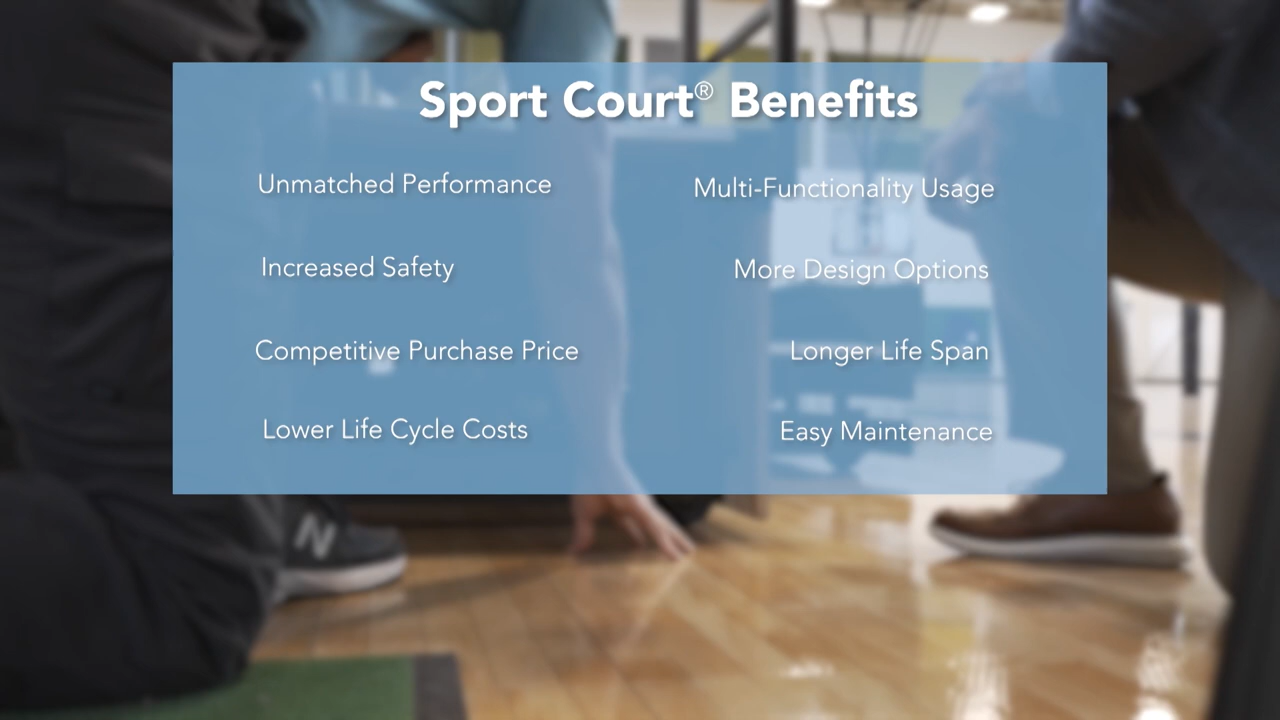 Sport Court® Benefits
Unmatched Performance
Increased Safety
Competitive Purchase Price
Lower Life Cycle Costs
Multi-Functionality Usage
More Design Options
Longer Life Span
Easy Maintenance
N